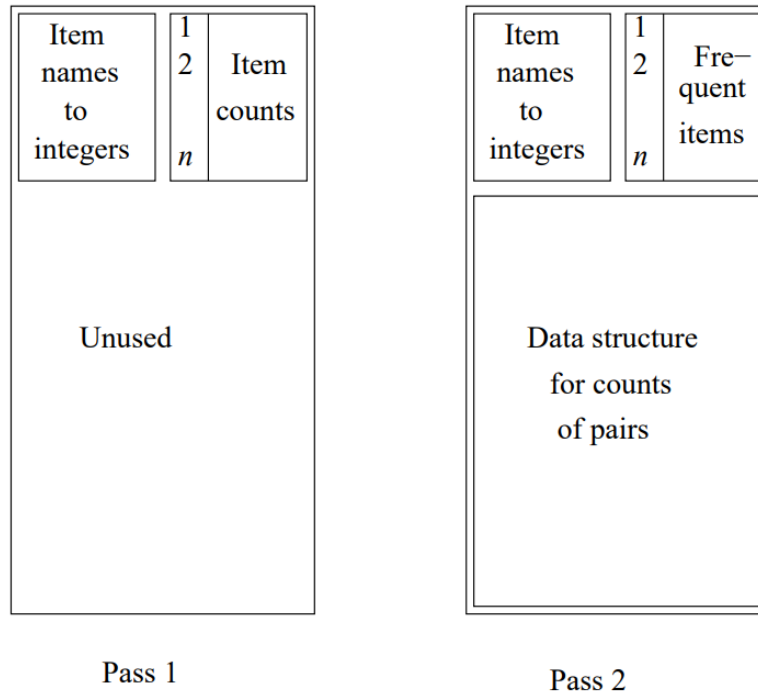 Item
names
to
integers
1
2
n
Item
counts
Unused
Pass 1
Item
names
to
integers
1
2
n
Fre−
quent
items
Data structure
for counts
of pairs
Pass 2